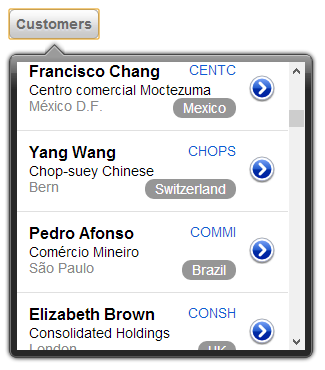 Customers
Francisco Chang CENTC
Centro comercial Moctezuma
México D.F. Mexico
Yang Wang CHOPS
Chop-suey Chinese
Bern Switzerland
Pedro Afonso COMMI
Comércio Mineiro
São Paulo Brazil
Elizabeth Brown CONSH
Consolidated Holdings
London UK